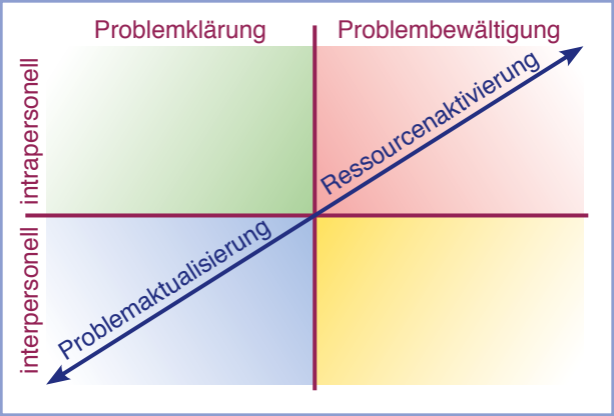 Problemklärung
Problembewältigung
intrapersonell
Ressourcenaktivierung
interpersonell
Problemaktualisierung